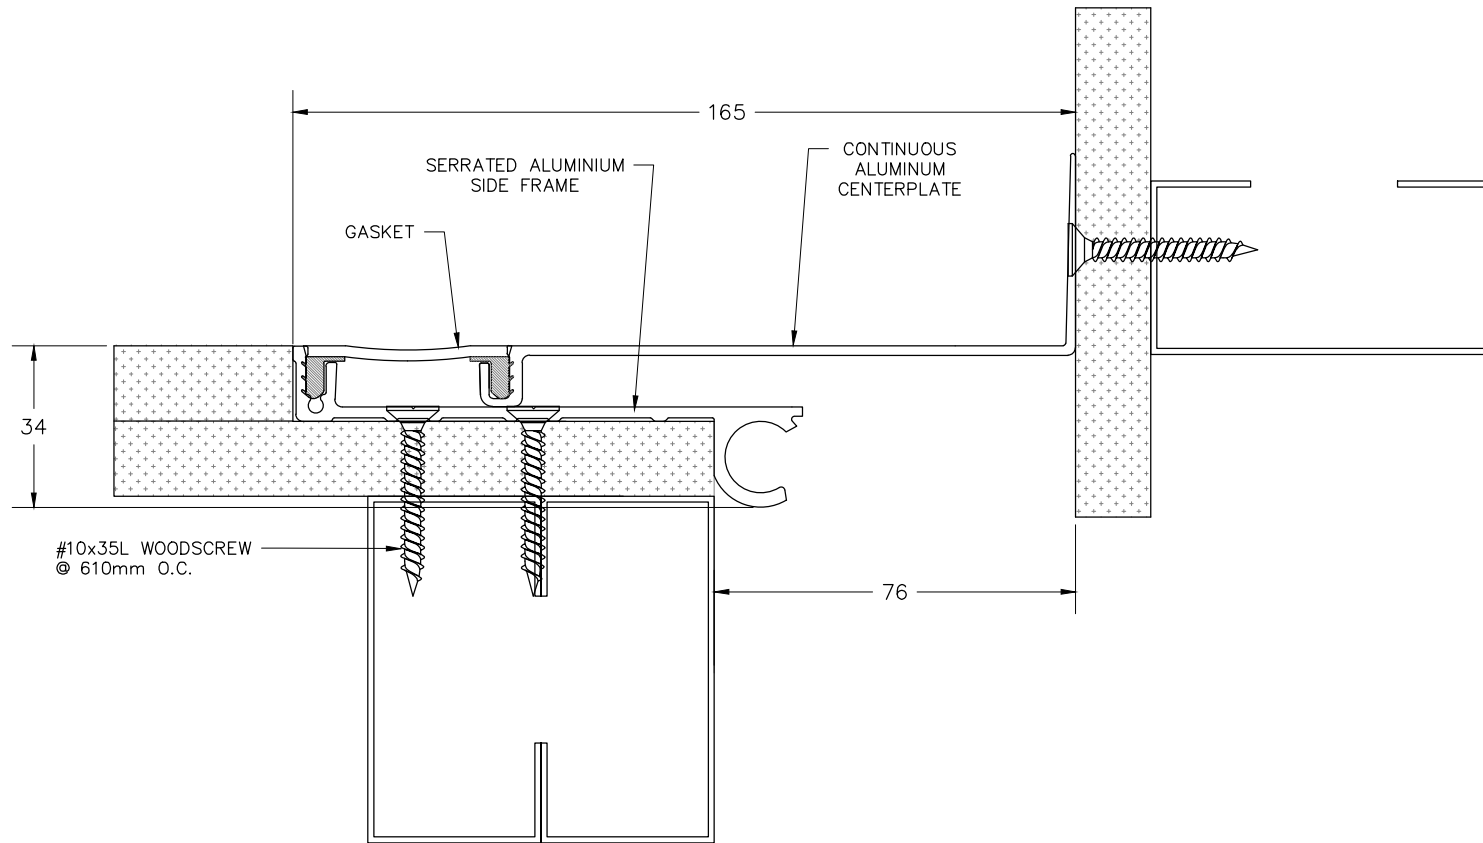 165
SERRATED ALUMINIUM
SIDE FRAME
CONTINUOUS
ALUMINUM
CENTERPLATE
GASKET
34
#10x35L WOODSCREW
@ 610mm O.C.
76